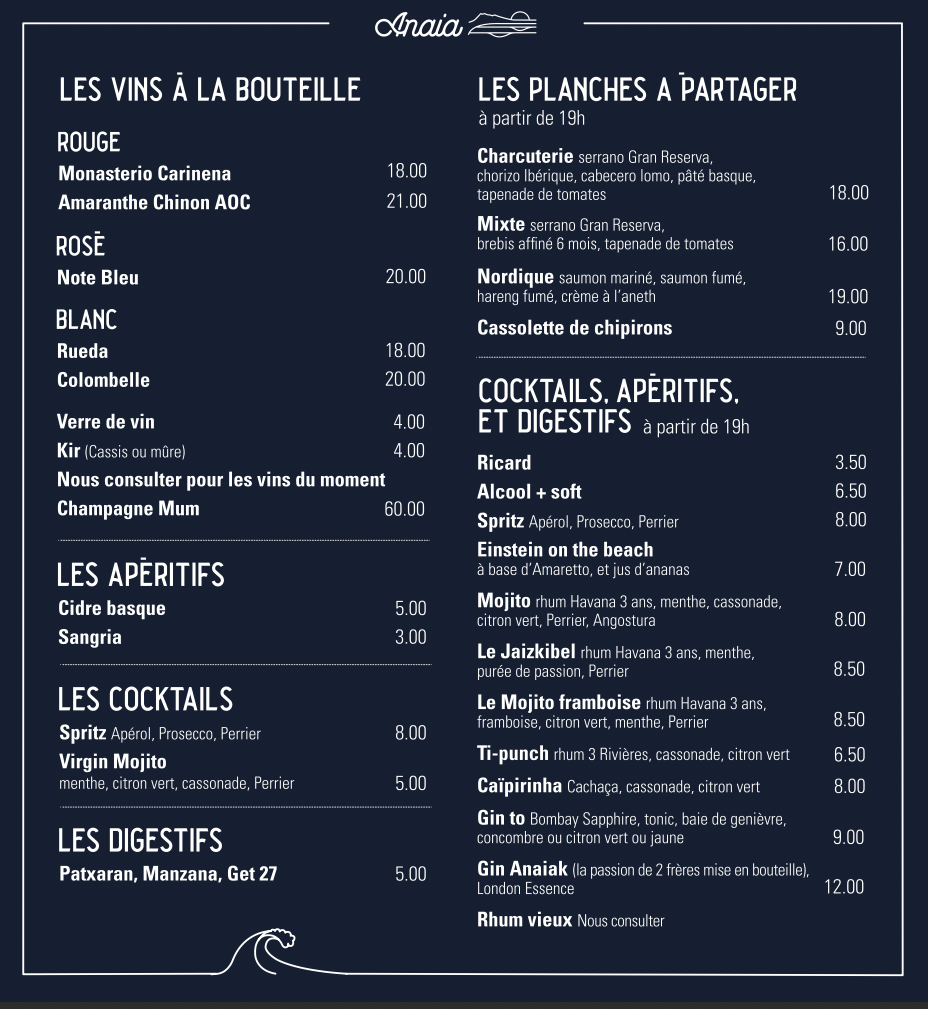 Anaia
LES VINS À LA BOUTEILLE
ROUGE
Monasterio Carinena 18.00
Amaranthe Chinon AOC 21.00
ROSÉ
Note Bleu 20.00
BLANC
Rueda 18.00
Colombelle 20.00
Verre de vin 4.00
Kir (Cassis ou mûre) 4.00
Nous consulter pour les vins du moment
Champagne Mum 60.00
LES APÉRITIFS
Cidre basque 5.00
Sangria 3.00
LES COCKTAILS
Spritz Apérol, Prosecco, Perrier 8.00
Virgin Mojito
menthe, citron vert, cassonade, Perrier 5.00
LES DIGESTIFS
Patxaran, Manzana, Get 27 5.00
LES PLANCHES A PARTAGER
à partir de 19h
Charcuterie serrano Gran Reserva,
chorizo Ibérique, cabecero lomo, pâté basque,
tapenade de tomates 18.00
Mixte serrano Gran Reserva,
brebis affiné 6 mois, tapenade de tomates 16.00
Nordique saumon mariné, saumon fumé,
hareng fumé, crème à l'aneth 19.00
Cassolette de chipirons 9.00
COCKTAILS, APÉRITIFS,
ET DIGESTIFS à partir de 19h
Ricard 3.50
Alcool + soft 6.50
Spritz Apérol, Prosecco, Perrier 8.00
Einstein on the beach
à base d'Amaretto, et jus d'ananas 7.00
Mojito rhum Havana 3 ans, menthe, cassonade,
citron vert, Perrier, Angostura 8.00
Le Jaizkibel rhum Havana 3 ans, menthe,
purée de passion, Perrier 8.50
Le Mojito framboise rhum Havana 3 ans,
framboise, citron vert, menthe, Perrier 8.50
Ti-punch rhum 3 Rivières, cassonade, citron vert 6.50
Caïpirinha Cachaça, cassonade, citron vert 8.00
Gin to Bombay Sapphire, tonic, baie de genièvre,
concombre ou citron vert ou jaune 9.00
Gin Anaiak (la passion de 2 frères mise en bouteille),
London Essence 12.00
Rhum vieux Nous consulter